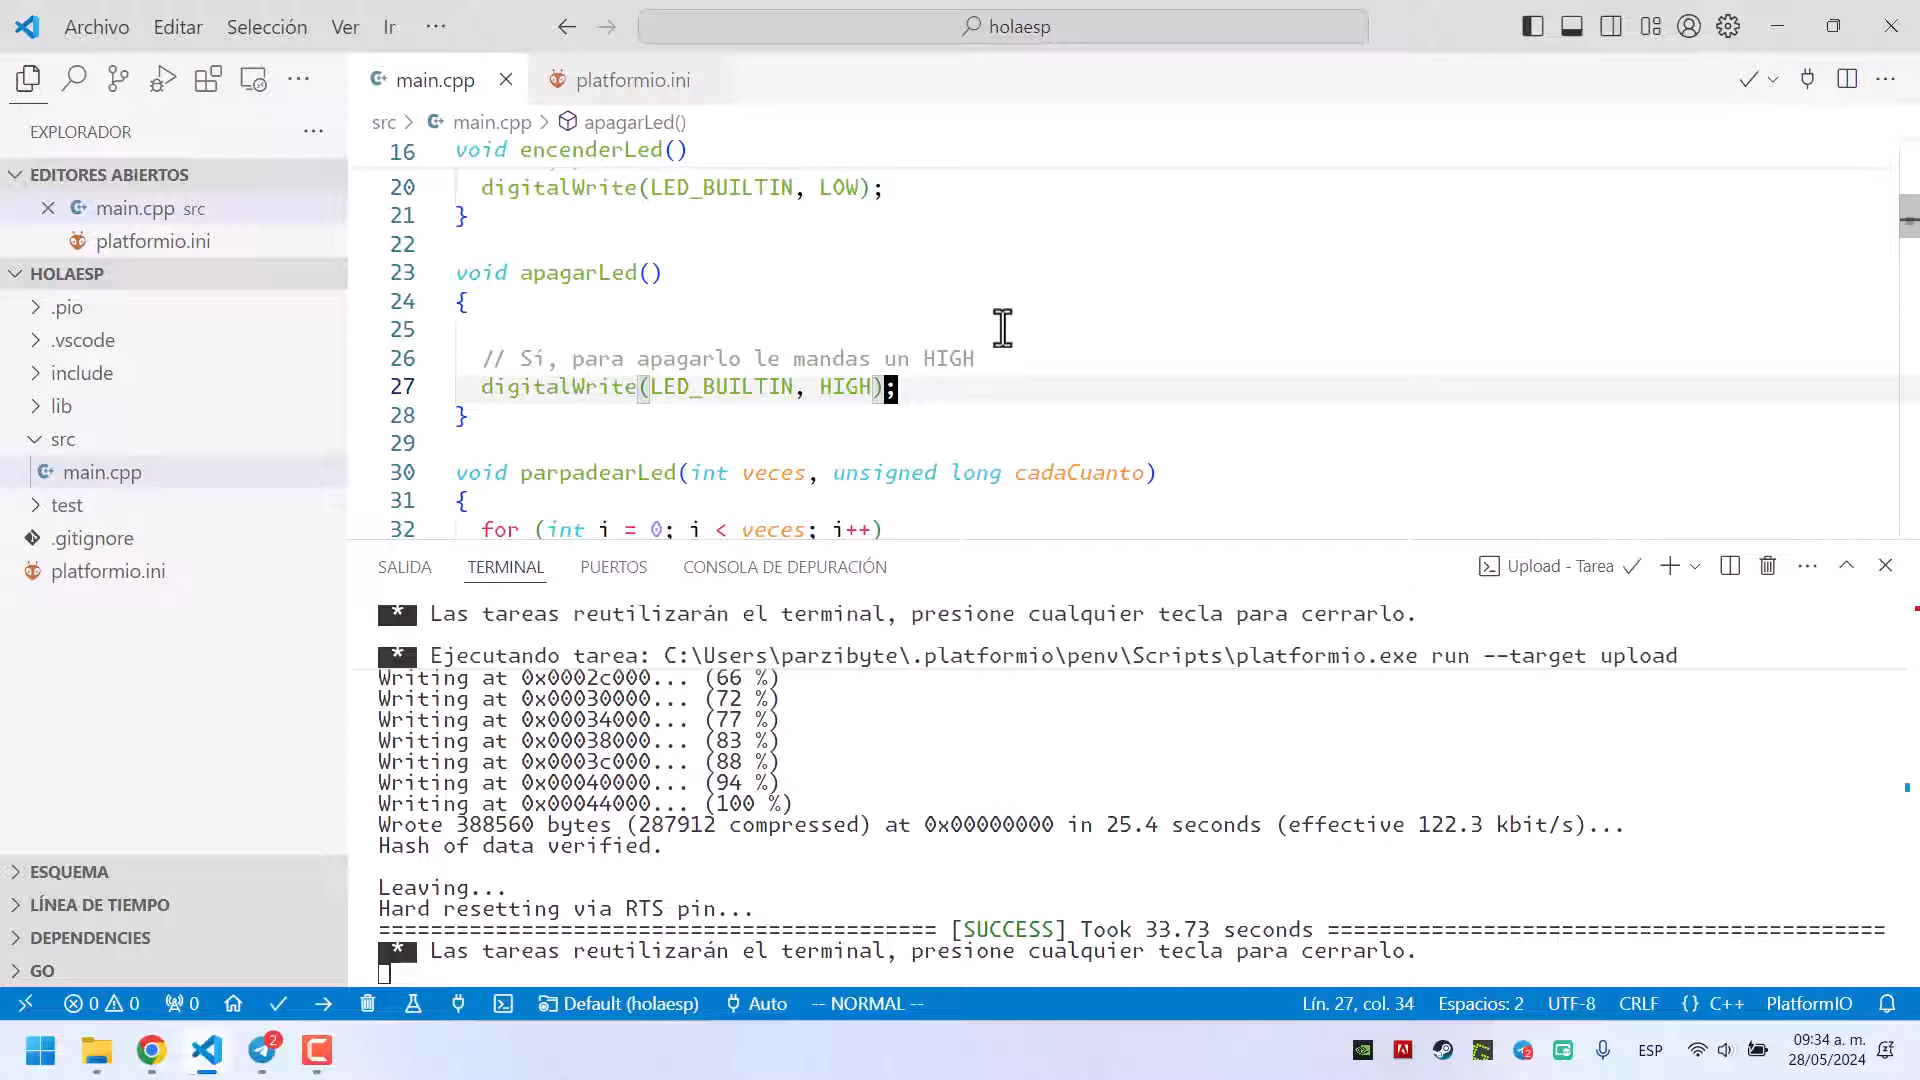 Archivo Editar Selección Ver Ir ··· holaesp
main.cpp platformio.ini
EXPLORADOR
src > main.cpp > apagarLed()
EDITORES ABIERTOS
main.cpp src
platformio.ini
HOLAESP
.pio
.vscode
include
lib
src
main.cpp
test
.gitignore
platformio.ini
ESQUEMA
LÍNEA DE TIEMPO
DEPENDENCIES
GO
16 void encenderLed()
20 digitalWrite(LED_BUILTIN, LOW);
21 }
22
23 void apagarLed()
24 {
25
26 // Sí, para apagarlo le mandas un HIGH
27 digitalWrite(LED_BUILTIN, HIGH);
28 }
29
30 void parpadearLed(int veces, unsigned long cadaCuanto)
31 {
32 for (int i = 0; i < veces; i++)
SALIDA TERMINAL PUERTOS CONSOLA DE DEPURACIÓN Upload - Tarea
* Las tareas reutilizarán el terminal, presione cualquier tecla para cerrarlo.
* Ejecutando tarea: C:\Users\parzibyte\.platformio\penv\Scripts\platformio.exe run --target upload
Writing at 0x0002c000... (66 %)
Writing at 0x00030000... (72 %)
Writing at 0x00034000... (77 %)
Writing at 0x00038000... (83 %)
Writing at 0x0003c000... (88 %)
Writing at 0x00040000... (94 %)
Writing at 0x00044000... (100 %)
Wrote 388560 bytes (287912 compressed) at 0x00000000 in 25.4 seconds (effective 122.3 kbit/s)...
Hash of data verified.
Leaving...
Hard resetting via RTS pin...
=========================================== [SUCCESS] Took 33.73 seconds ===========================================
* Las tareas reutilizarán el terminal, presione cualquier tecla para cerrarlo.
0 0 0 Default (holaesp) Auto -- NORMAL -- Lín. 27, col. 34 Espacios: 2 UTF-8 CRLF {} C++ PlatformIO
2 2 ESP 09:34 a. m.
28/05/2024